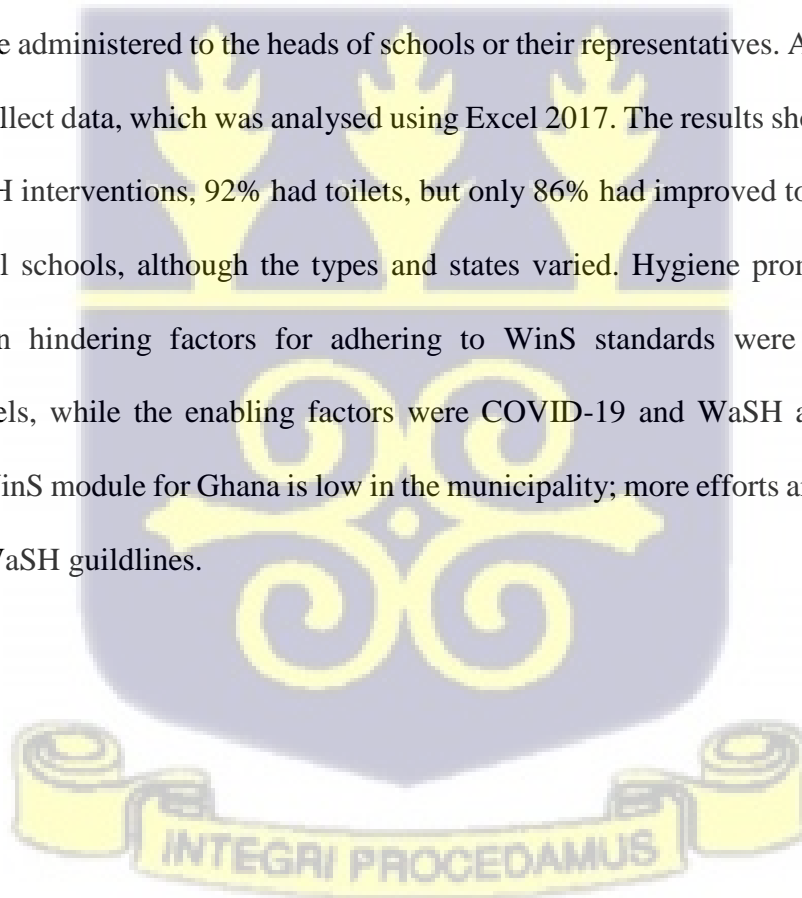 e administered to the heads of schools or their representatives. A
llect data, which was analysed using Excel 2017. The results sho
H interventions, 92% had toilets, but only 86% had improved to
l schools, although the types and states varied. Hygiene pron
n hindering factors for adhering to WinS standards were
els, while the enabling factors were COVID-19 and WaSH a
inS module for Ghana is low in the municipality; more efforts a
aSH guildlines.
INTEGRI PROCEDAMUS